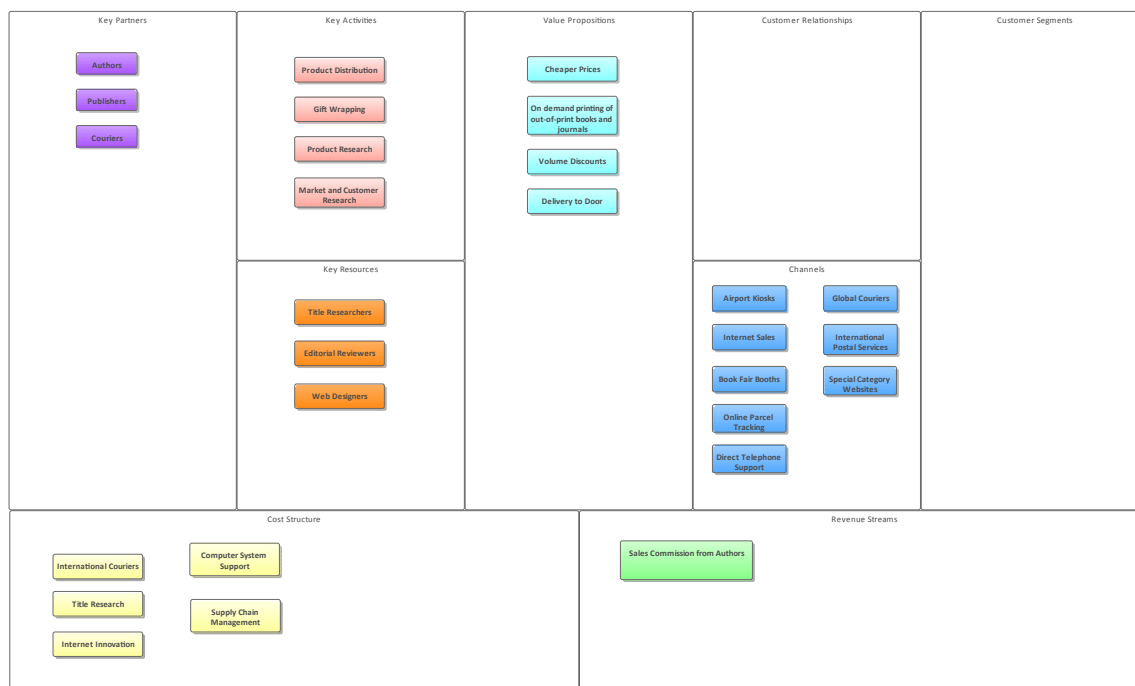 Key Partners
Authors
Publishers
Couriers
Key Activities
Product Distribution
Gift Wrapping
Product Research
Market and Customer
Research
Key Resources
Title Researchers
Editorial Reviewers
Web Designers
Value Propositions
Cheaper Prices
On demand printing of
out-of-print books and
journals
Volume Discounts
Delivery to Door
Customer Relationships
Channels
Airport Kiosks
Internet Sales
Book Fair Booths
Online Parcel
Tracking
Direct Telephone
Support
Global Couriers
International
Postal Services
Special Category
Websites
Customer Segments
Cost Structure
International Couriers
Title Research
Internet Innovation
Computer System
Support
Supply Chain
Management
Revenue Streams
Sales Commission from Authors